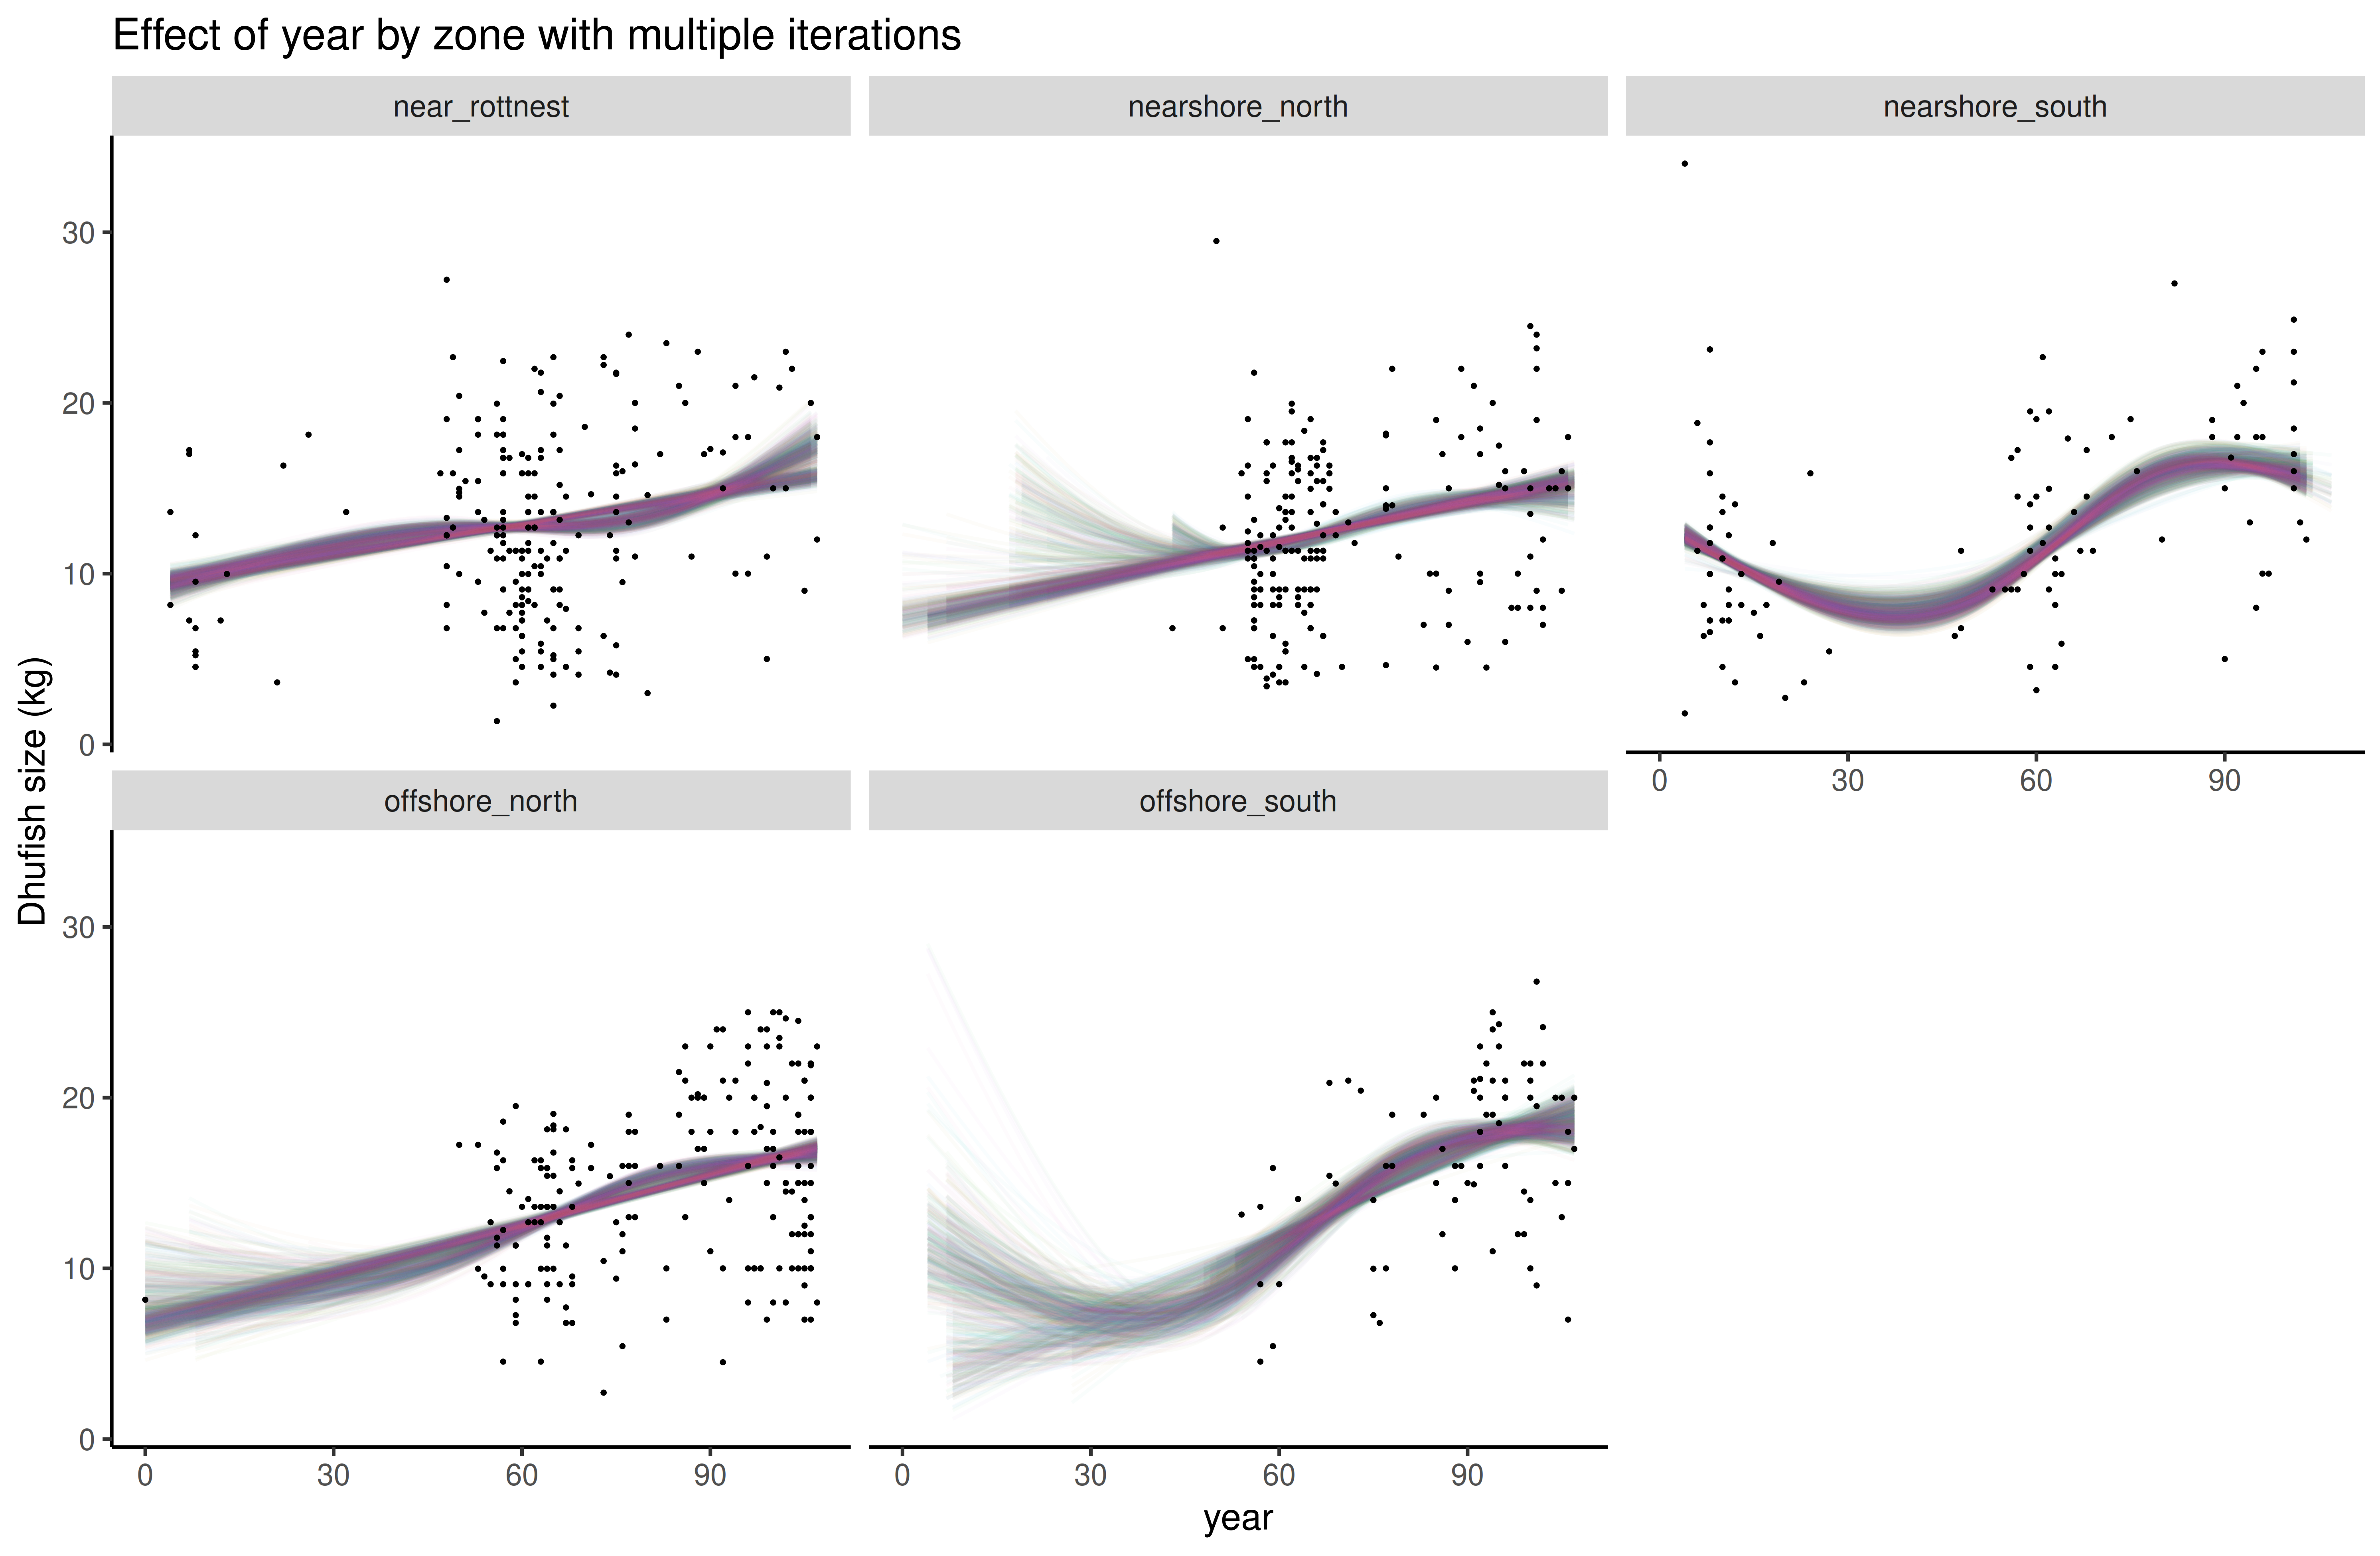 Effect of year by zone with multiple iterations
near_rottnest
nearshore_north
nearshore_south
30
20
10
0
0 30 60 90
offshore_north
offshore_south
30
20
10
0
0 30 60 90
0 30 60 90
year
Dhufish size (kg)